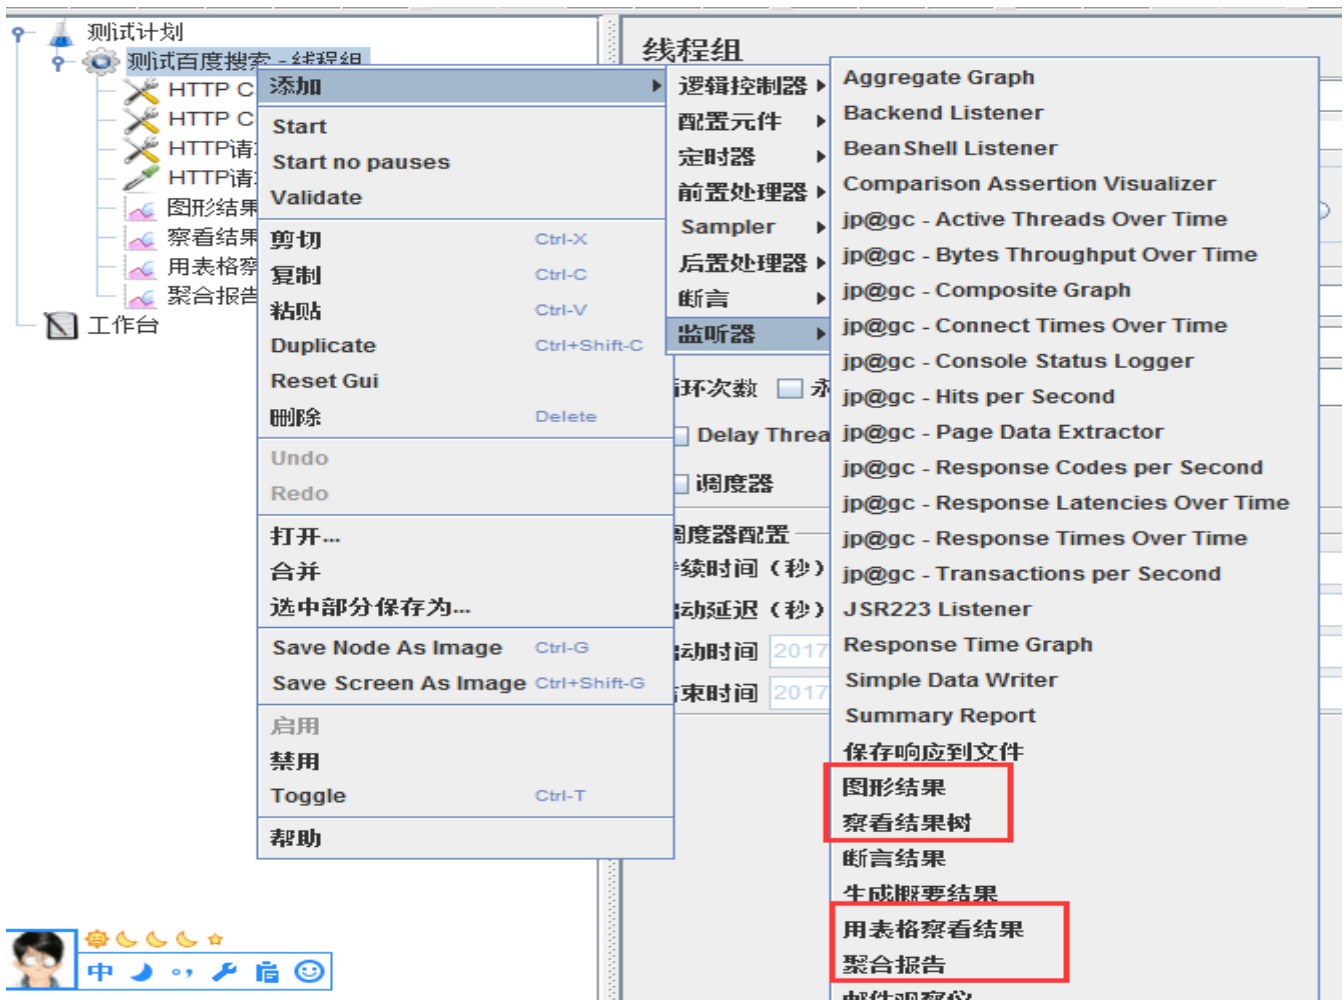 测试计划
测试百度搜索 - 线程组
HTTP C
HTTP C
HTTP请
HTTP请
图形结果
察看结果
用表格察
聚合报告
工作台
添加
Start
Start no pauses
Validate
剪切 Ctrl-X
复制 Ctrl-C
粘贴 Ctrl-V
Duplicate Ctrl+Shift-C
Reset Gui
删除 Delete
Undo
Redo
打开...
合并
选中部分保存为...
Save Node As Image Ctrl-G
Save Screen As Image Ctrl+Shift-G
启用
禁用
Toggle Ctrl-T
帮助
线程组
逻辑控制器
配置元件
定时器
前置处理器
Sampler
后置处理器
断言
监听器
循环次数 永
Delay Threa
调度器
调度器配置
持续时间（秒）
启动延迟（秒）
启动时间 2017
结束时间 2017
Aggregate Graph
Backend Listener
BeanShell Listener
Comparison Assertion Visualizer
jp@gc - Active Threads Over Time
jp@gc - Bytes Throughput Over Time
jp@gc - Composite Graph
jp@gc - Connect Times Over Time
jp@gc - Console Status Logger
jp@gc - Hits per Second
jp@gc - Page Data Extractor
jp@gc - Response Codes per Second
jp@gc - Response Latencies Over Time
jp@gc - Response Times Over Time
jp@gc - Transactions per Second
JSR223 Listener
Response Time Graph
Simple Data Writer
Summary Report
保存响应到文件
图形结果
察看结果树
断言结果
生成概要结果
用表格察看结果
聚合报告
邮件观察仪
中